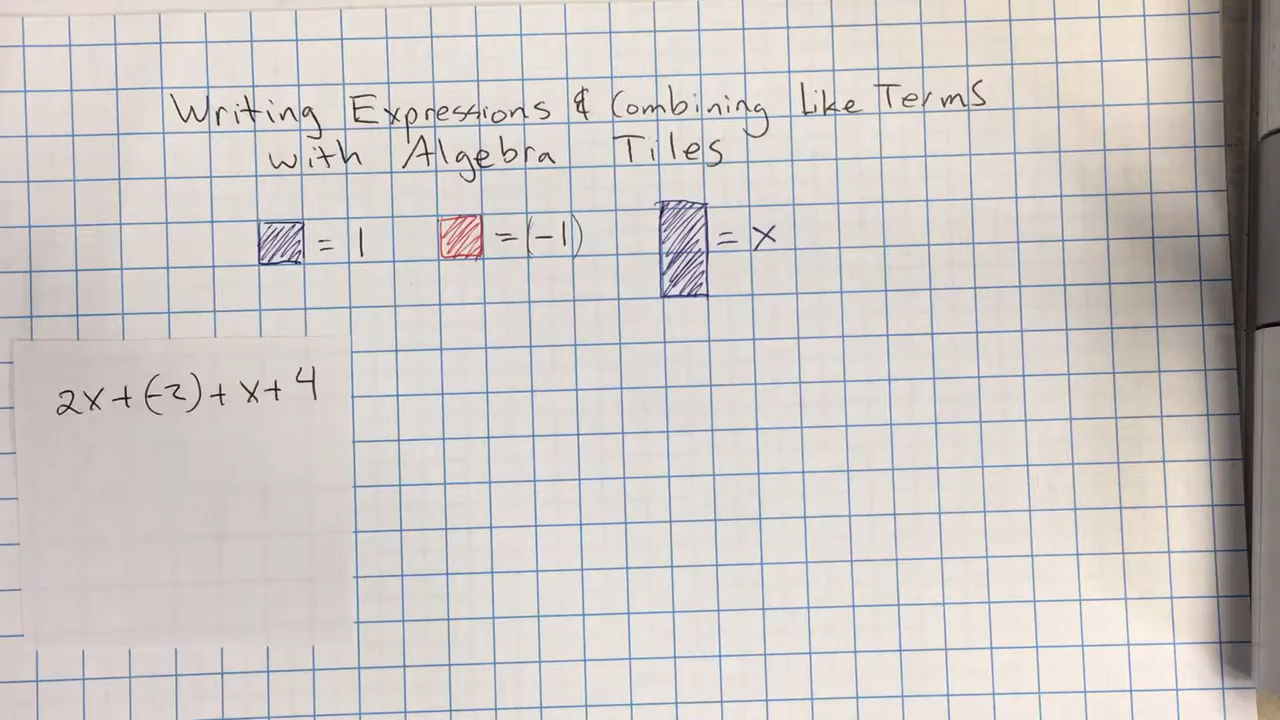 Writing Expressions & Combining Like Terms
with Algebra Tiles
= 1 = (-1) = x
2x + (-2) + x + 4